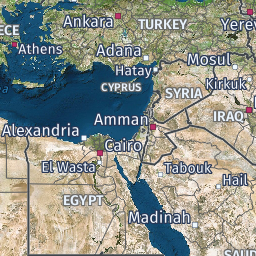 Ankara
TURKEY
Yerev
ECE
Athens
Adana
Mosul
Hatay
Kirkuk
CYPRUS
SYRIA
Amman
IRAQ
Alexandria
Cairo
El Wasta
Tabouk
Hail
EGYPT
Madinah
SAUD